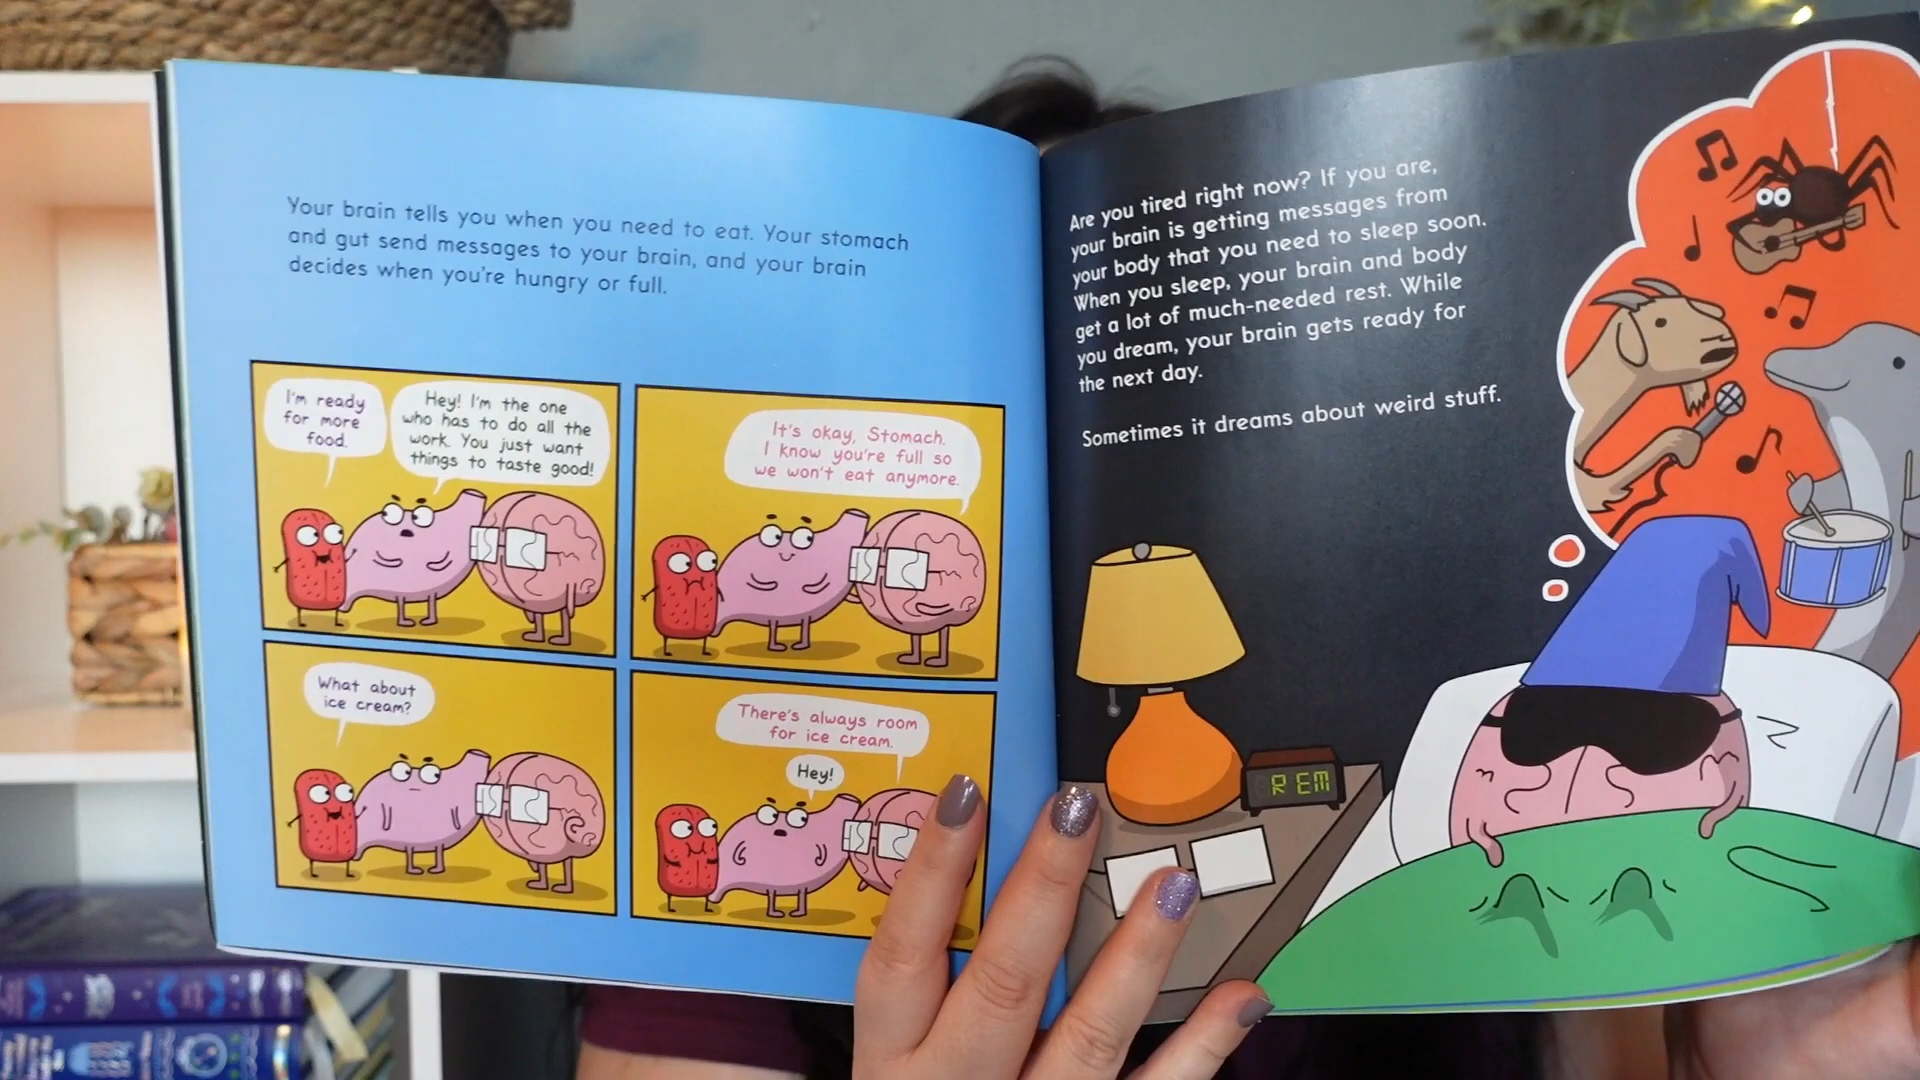 Your brain tells you when you need to eat. Your stomach
and gut send messages to your brain, and your brain
decides when you're hungry or full.
I'm ready
for more
food.
Hey! I'm the one
who has to do all the
work. You just want
things to taste good!
It's okay, Stomach.
I know you're full so
we won't eat anymore.
What about
ice cream?
There's always room
for ice cream.
Hey!
Are you tired right now? If you are,
your brain is getting messages from
your body that you need to sleep soon.
When you sleep, your brain and body
get a lot of much-needed rest. While
you dream, your brain gets ready for
the next day.
Sometimes it dreams about weird stuff.
REM